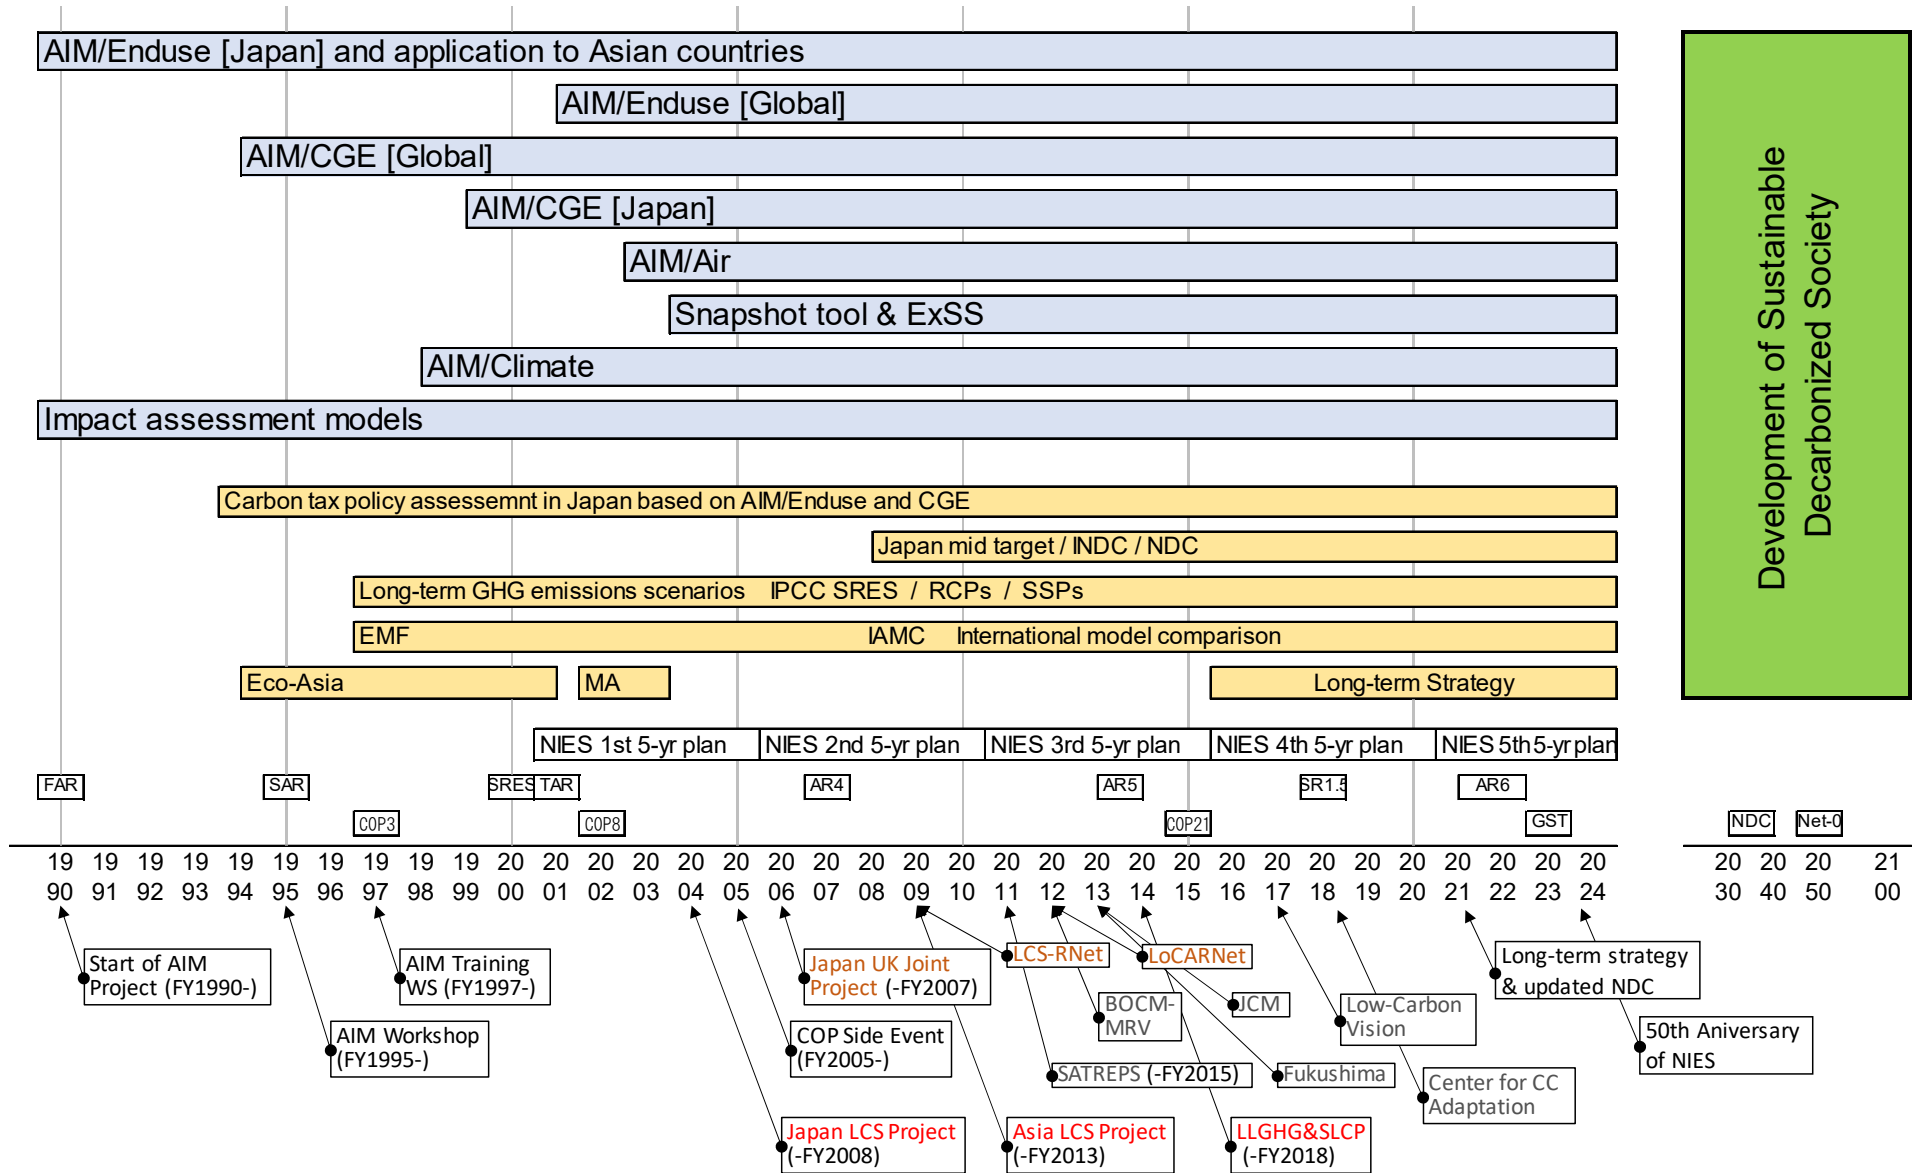 AIM/Enduse [Japan] and application to Asian countries
AIM/Enduse [Global]
AIM/CGE [Global]
AIM/CGE [Japan]
AIM/Air
Snapshot tool & ExSS
AIM/Climate
Impact assessment models
Development of Sustainable
Decarbonized Society
Carbon tax policy assessemnt in Japan based on AIM/Enduse and CGE
Japan mid target / INDC / NDC
Long-term GHG emissions scenarios IPCC SRES / RCPs / SSPs
EMF IAMC International model comparison
Eco-Asia MA Long-term Strategy
NIES 1st 5-yr plan NIES 2nd 5-yr plan NIES 3rd 5-yr plan NIES 4th 5-yr plan NIES 5th 5-yr plan
FAR SAR SRES TAR AR4 AR5 SR1.5 AR6
COP3 COP8 COP21 GST NDC Net-0
19 19 19 19 19 19 19 19 19 19 20 20 20 20 20 20 20 20 20 20 20 20 20 20 20 20 20 20 20 20 20 20 20 20 20 20 20 20 21
90 91 92 93 94 95 96 97 98 99 00 01 02 03 04 05 06 07 08 09 10 11 12 13 14 15 16 17 18 19 20 21 22 23 24 30 40 50 00
Start of AIM
Project (FY1990-)
AIM Workshop
(FY1995-)
AIM Training
WS (FY1997-)
Japan LCS Project
(-FY2008)
COP Side Event
(FY2005-)
Japan UK Joint
Project (-FY2007)
LCS-RNet
Asia LCS Project
(-FY2013)
SATREPS (-FY2015)
BOCM-
MRV
LoCARNet
JCM
Fukushima
LLGHG&SLCP
(-FY2018)
Low-Carbon
Vision
Center for CC
Adaptation
Long-term strategy
& updated NDC
50th Aniversary
of NIES